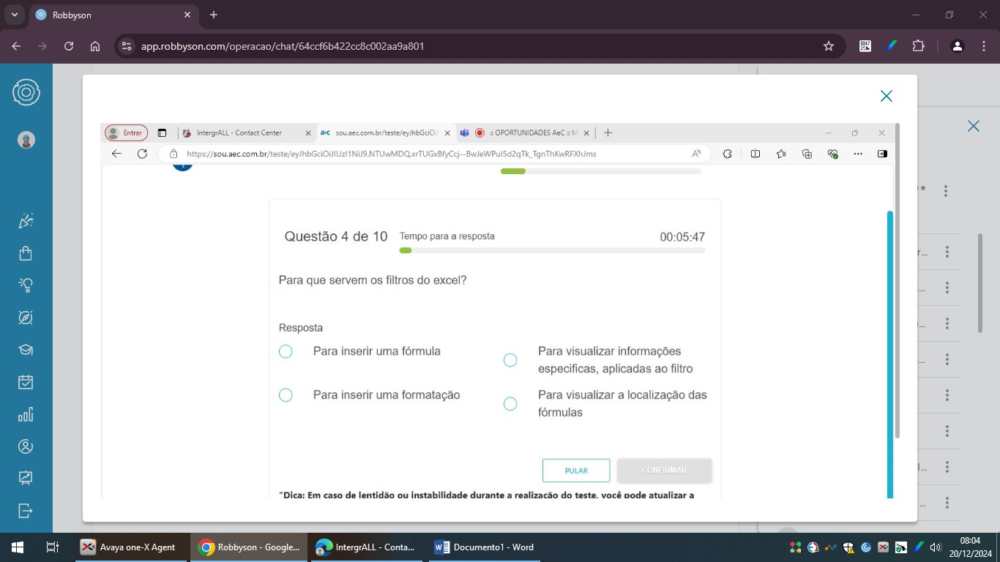 Robbyson
app.robbyson.com/operacao/chat/64ccf6b422cc8c002aa9a801
Entrar
IntergrALL - Contact Center
sou.aec.com.br/teste/eyJhbGciOiJ
:: OPORTUNIDADES AeC :: M
https://sou.aec.com.br/teste/eyJhbGciOiJIUzI1NiJ9.NTUwMDQ.xrTUGxBfyCcj--BwJeWPuI5d2qTk_TgnThKwRFXhJms
Questão 4 de 10
Tempo para a resposta
00:05:47
Para que servem os filtros do excel?
Resposta
Para inserir uma fórmula
Para visualizar informações
especificas, aplicadas ao filtro
Para inserir uma formatação
Para visualizar a localização das
fórmulas
PULAR
CONFIRMAR
"Dica: Em caso de lentidão ou instabilidade durante a realização do teste, você pode atualizar a
Avaya one-X Agent
Robbyson - Google...
IntergrALL - Conta...
Documento1 - Word
08:04
20/12/2024